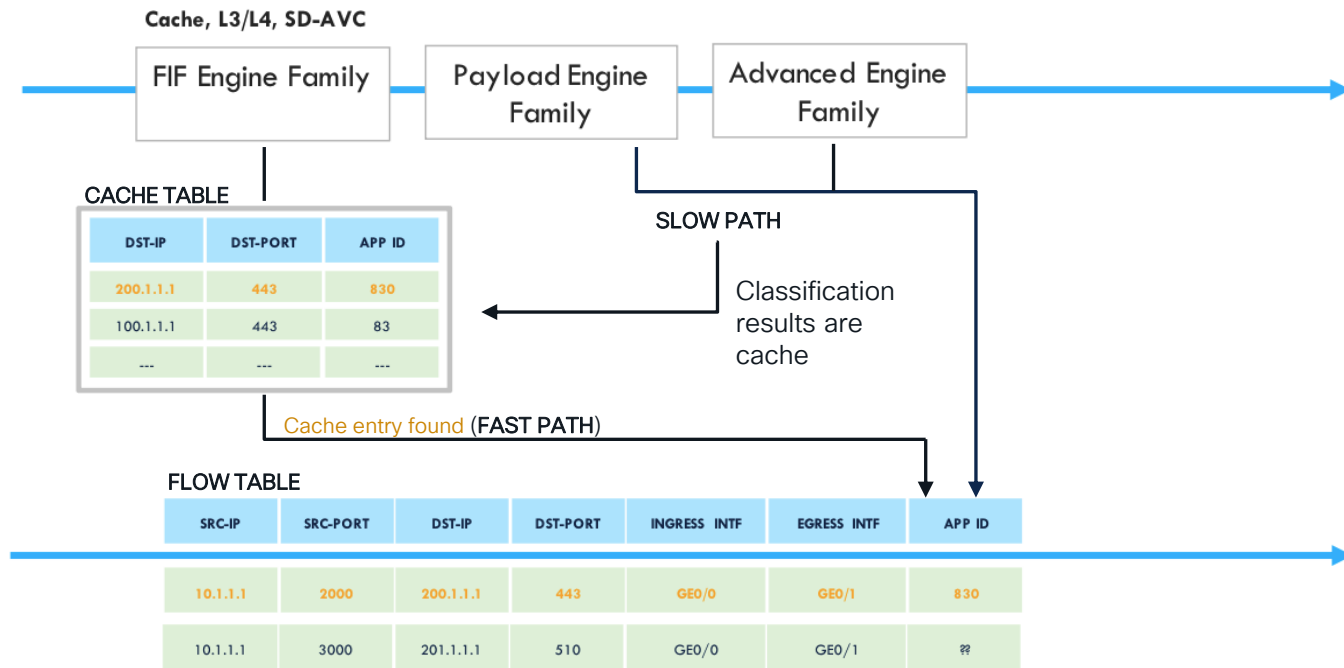 Cache, L3/L4, SD-AVC
FIF Engine Family
Payload Engine
Family
Advanced Engine
Family
CACHE TABLE
DST-IP DST-PORT APP ID
200.1.1.1 443 830
100.1.1.1 443 83
--- --- ---
SLOW PATH
Classification
results are
cache
Cache entry found (FAST PATH)
FLOW TABLE
SRC-IP SRC-PORT DST-IP DST-PORT INGRESS INTF EGRESS INTF APP ID
10.1.1.1 2000 200.1.1.1 443 GE0/0 GE0/1 830
10.1.1.1 3000 201.1.1.1 510 GE0/0 GE0/1 ??